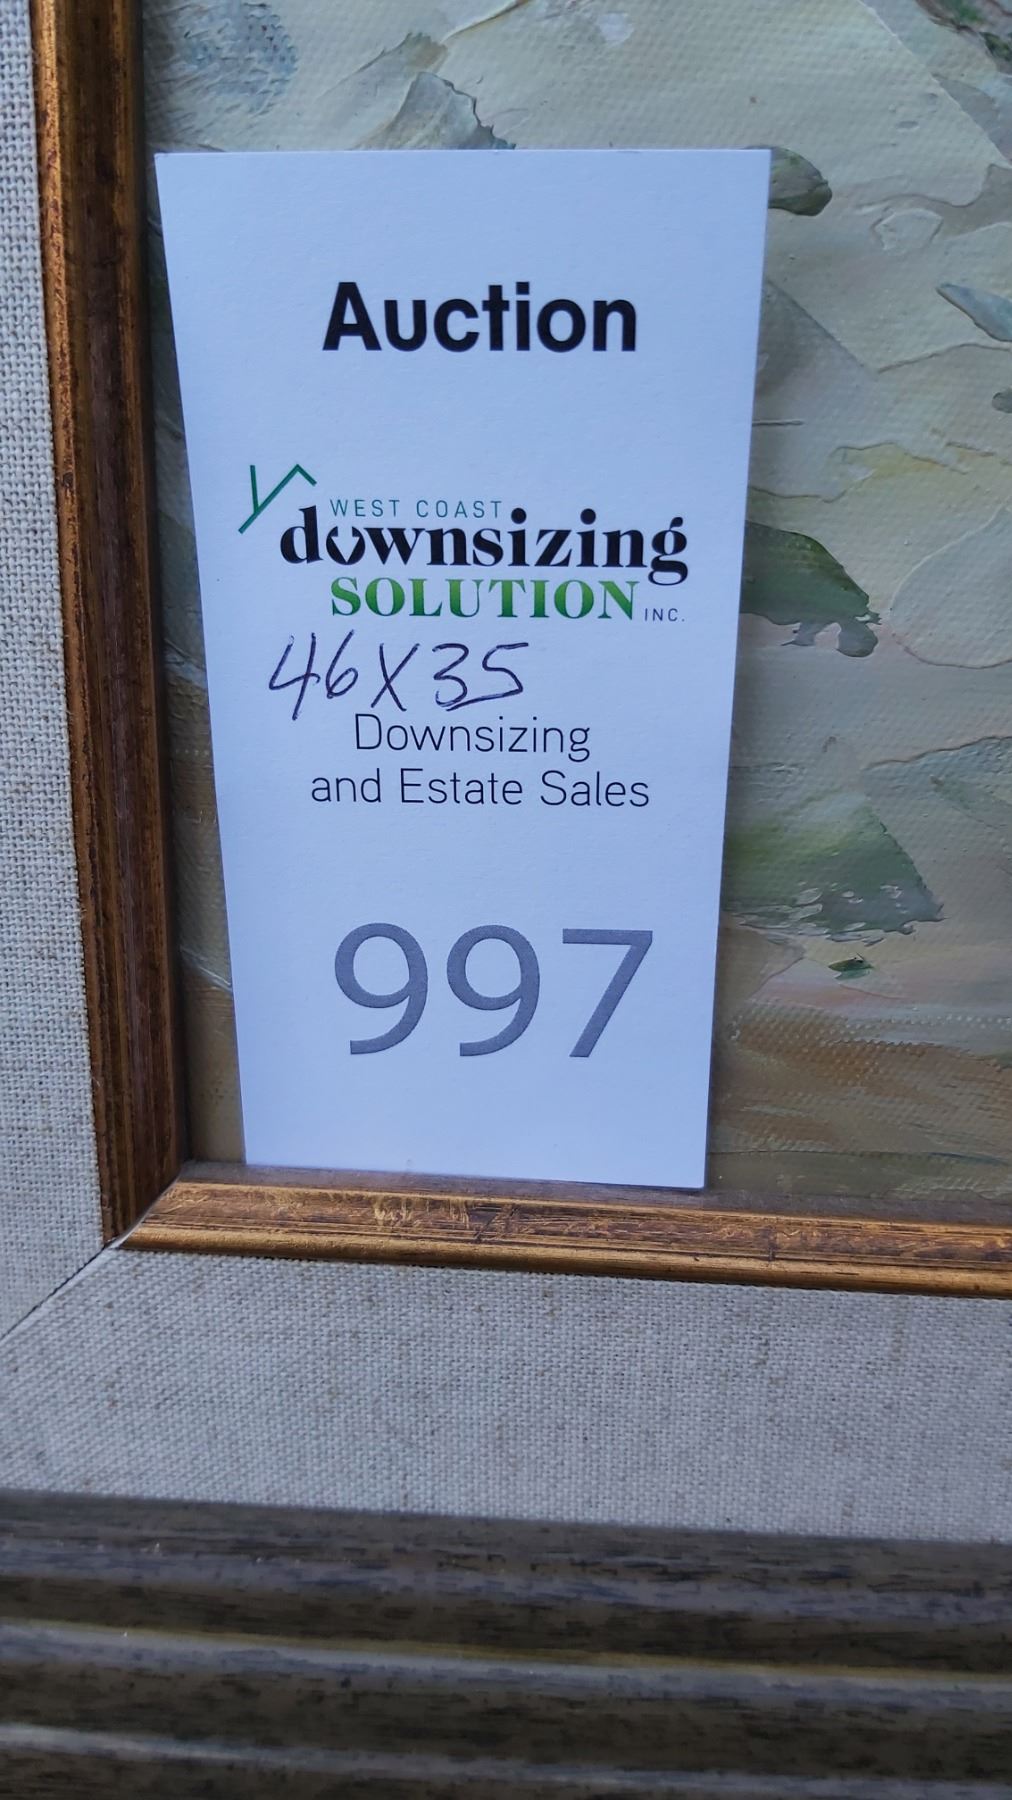 Auction
WEST COAST
downsizing
SOLUTION INC.
46X35
Downsizing
and Estate Sales
997